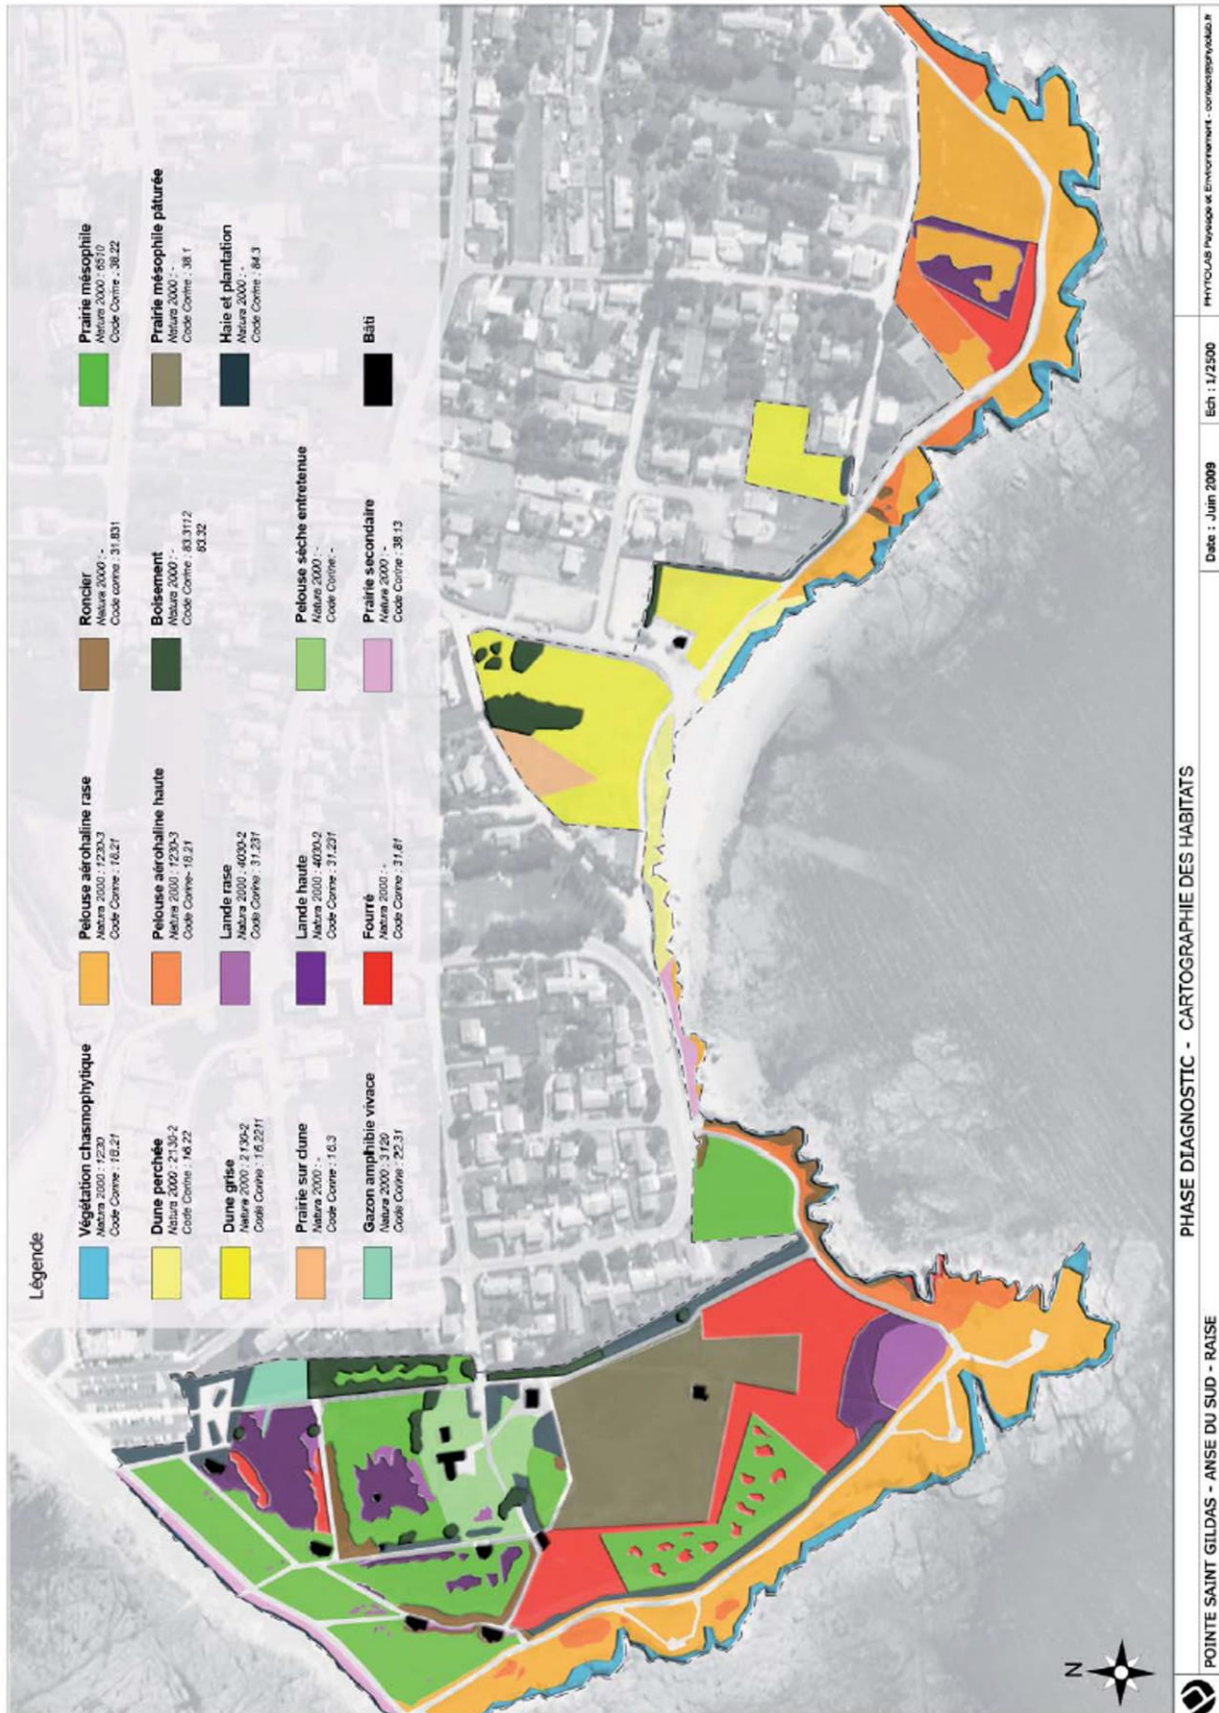 Légende
Végétation chasmophytique
Natura 2000 : 1230
Code Corine : 18.21
Dune perchée
Natura 2000 : 2130-2
Code Corine : 16.22
Dune grise
Natura 2000 : 2130-2
Code Corine : 16.2211
Prairie sur dune
Natura 2000 : -
Code Corine : 16.3
Gazon amphibie vivace
Natura 2000 : 3120
Code Corine : 22.31
Pelouse aérohaline rase
Natura 2000 : 1230-3
Code Corine : 18.21
Pelouse aérohaline haute
Natura 2000 : 1230-3
Code Corine- 18.21
Lande rase
Natura 2000 : 4030-2
Code Corine : 31.231
Lande haute
Natura 2000 : 4030-2
Code Corine : 31.231
Fourré
Natura 2000 : -
Code Corine : 31.81
Roncier
Natura 2000 : -
Code corine : 31.831
Boisement
Natura 2000 : -
Code Corine : 83.3112
83.32
Pelouse sèche entretenue
Natura 2000 : -
Code Corine : -
Prairie secondaire
Natura 2000 : -
Code Corine : 38.13
Prairie mésophile
Natura 2000 : 6510
Code Corine : 38.22
Prairie mésophile pâturée
Natura 2000 : -
Code Corine : 38.1
Haie et plantation
Natura 2000 : -
Code Corine : 84.3
Bâti
N
POINTE SAINT GILDAS - ANSE DU SUD - RAISE
PHASE DIAGNOSTIC - CARTOGRAPHIE DES HABITATS
Date : Juin 2009
Ech : 1/2500
PHYTOLAB Paysage et Environnement - contact@phytolab.fr